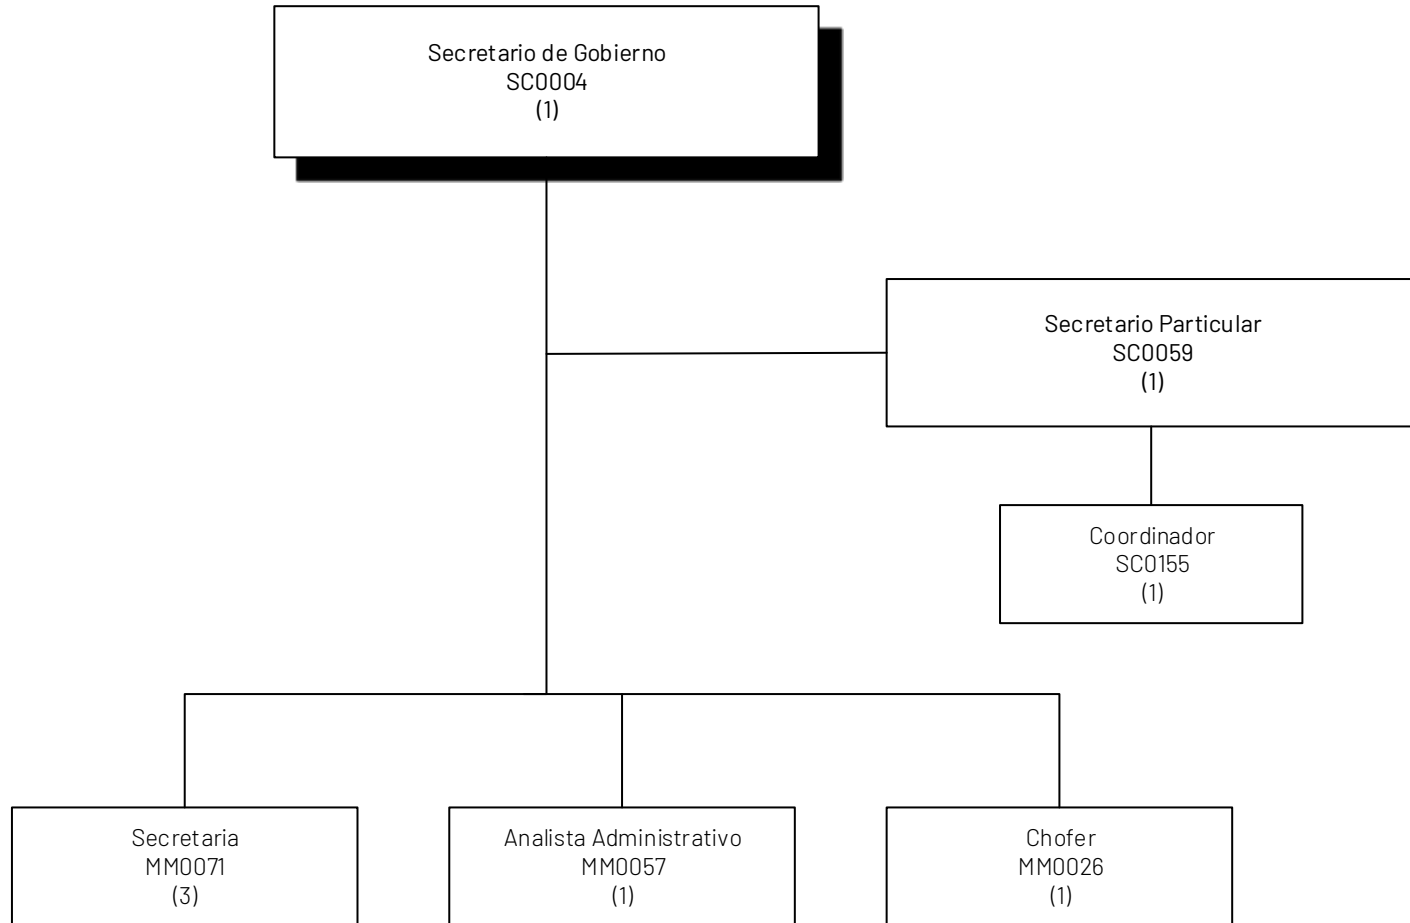 Secretario de Gobierno
SC0004
(1)
Secretario Particular
SC0059
(1)
Coordinador
SC0155
(1)
Secretaria
MM0071
(3)
Analista Administrativo
MM0057
(1)
Chofer
MM0026
(1)